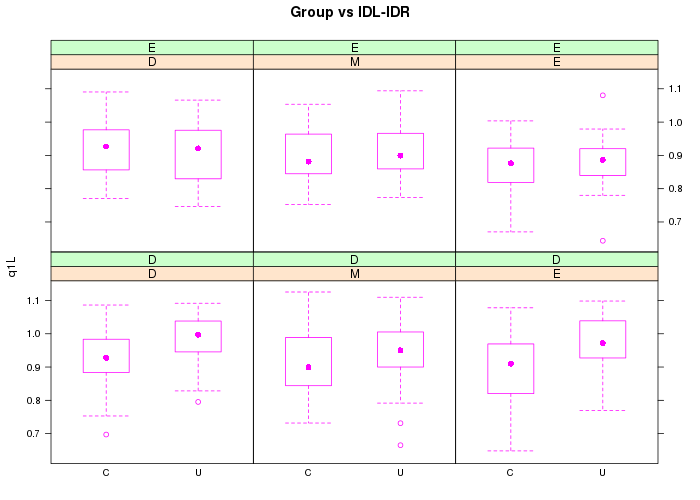 Group vs IDL-IDR
E E E
D M E
1.1
1.0
0.9
0.8
0.7
D D D
D M E
1.1
1.0
0.9
0.8
0.7
q1L
C U C U C U